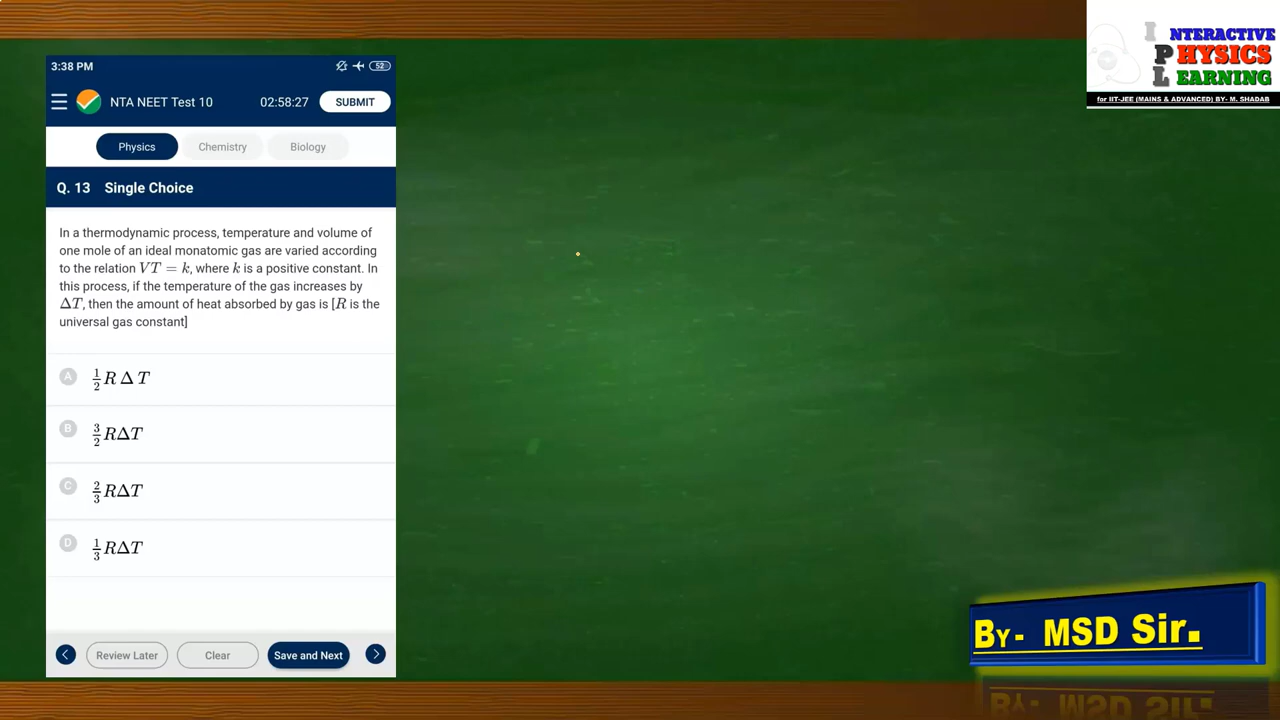 INTERACTIVE
PHYSICS
LEARNING
for IIT-JEE (MAINS & ADVANCED) BY- M. SHADAB
3:38 PM
52
NTA NEET Test 10
02:58:27
SUBMIT
Physics
Chemistry
Biology
Q. 13 Single Choice
In a thermodynamic process, temperature and volume of
one mole of an ideal monatomic gas are varied according
to the relation VT = k, where k is a positive constant. In
this process, if the temperature of the gas increases by
ΔT, then the amount of heat absorbed by gas is [R is the
universal gas constant]
A 1/2 R Δ T
B 3/2 RΔT
C 2/3 RΔT
D 1/3 RΔT
Review Later
Clear
Save and Next
By- MSD Sir.